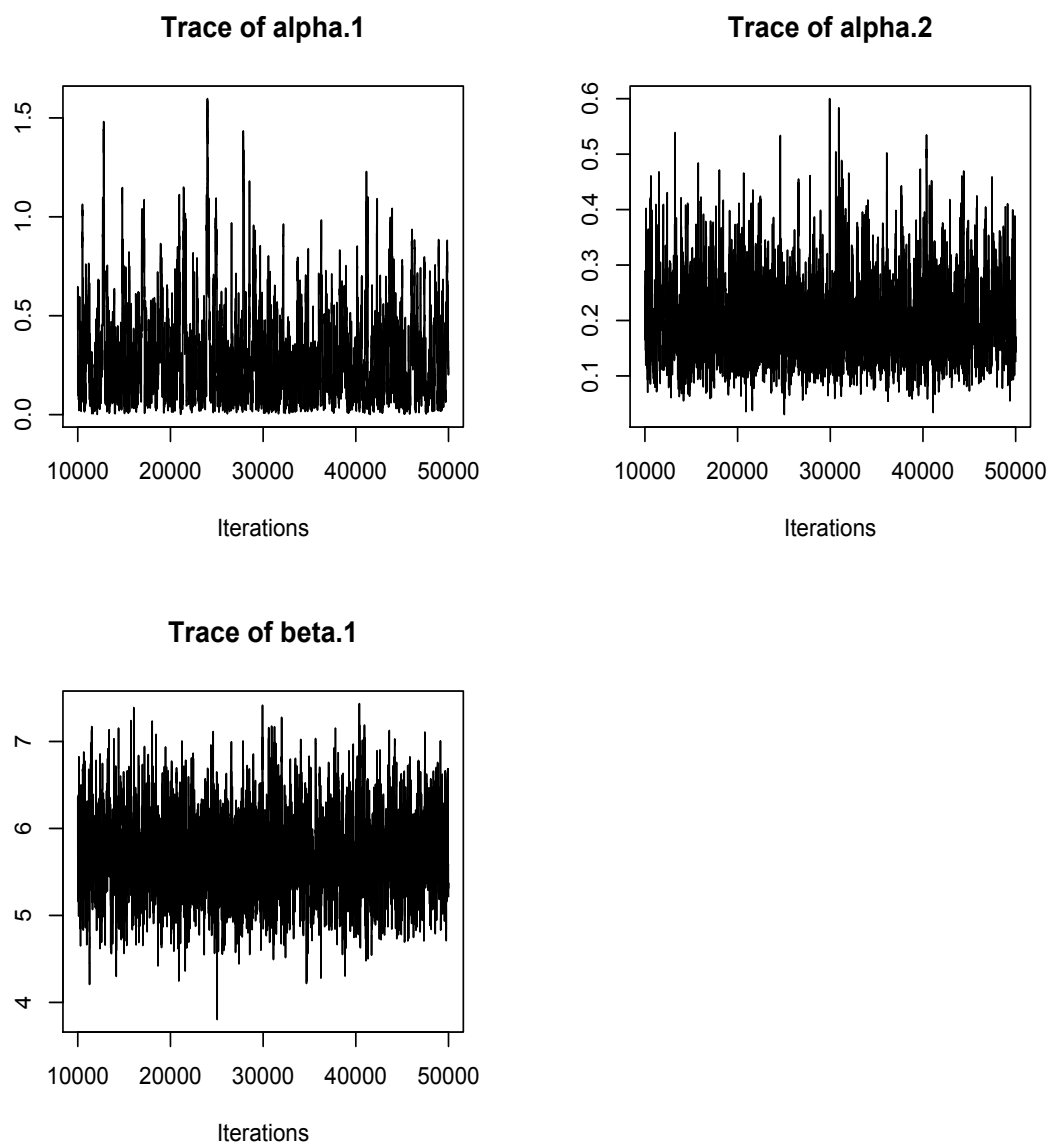 Trace of alpha.1
0.0 0.5 1.0 1.5
10000 20000 30000 40000 50000
Iterations
Trace of alpha.2
0.1 0.2 0.3 0.4 0.5 0.6
10000 20000 30000 40000 50000
Iterations
Trace of beta.1
4 5 6 7
10000 20000 30000 40000 50000
Iterations